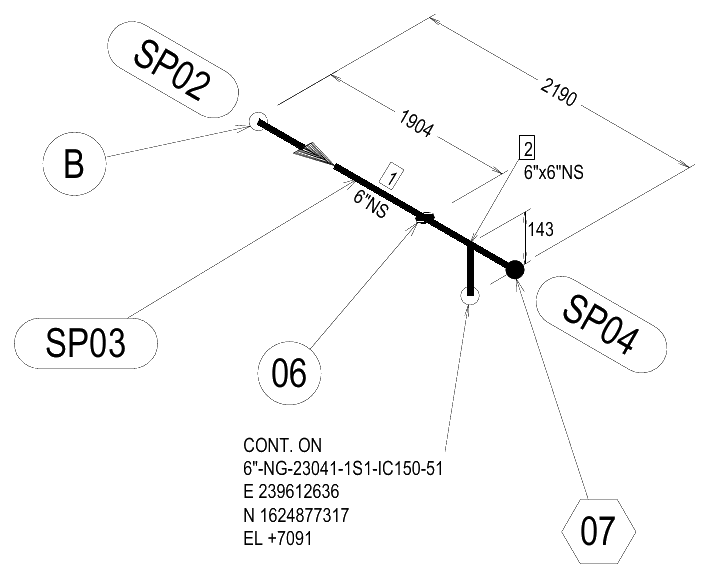 SP02
2190
1904
B
2
6"x6"NS
1
6"NS
143
SP03
06
SP04
CONT. ON
6"-NG-23041-1S1-IC150-51
E 239612636
N 1624877317
EL +7091
07